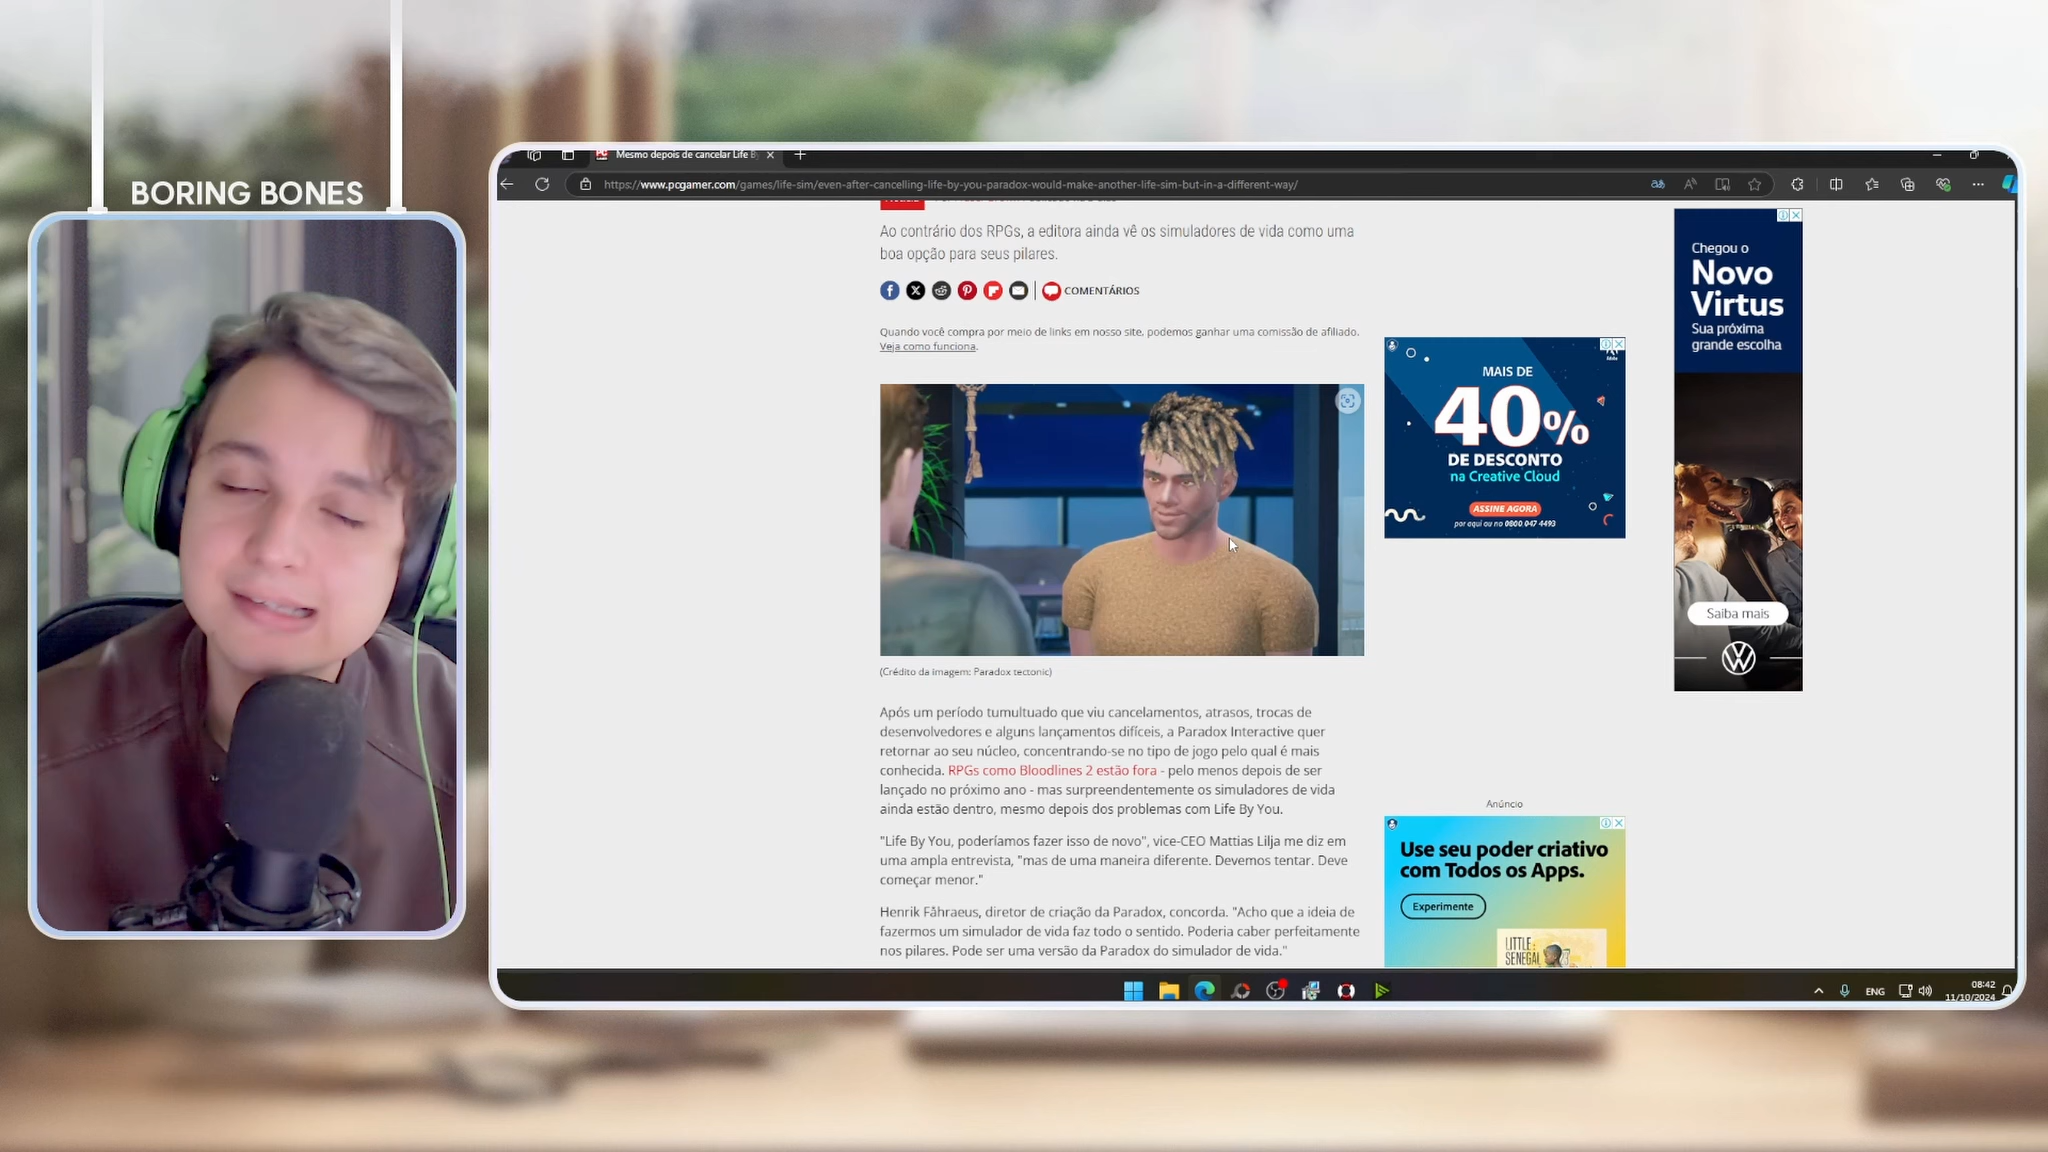 BORING BONES
Mesmo depois de cancelar Life B
https://www.pcgamer.com/games/life-sim/even-after-cancelling-life-by-you-paradox-would-make-another-life-sim-but-in-a-different-way/
Ao contrário dos RPGs, a editora ainda vê os simuladores de vida como uma
boa opção para seus pilares.
COMENTÁRIOS
Quando você compra por meio de links em nosso site, podemos ganhar uma comissão de afiliado.
Veja como funciona.
(Crédito da imagem: Paradox tectonic)
Após um período tumultuado que viu cancelamentos, atrasos, trocas de
desenvolvedores e alguns lançamentos difíceis, a Paradox Interactive quer
retornar ao seu núcleo, concentrando-se no tipo de jogo pelo qual é mais
conhecida. RPGs como Bloodlines 2 estão fora - pelo menos depois de ser
lançado no próximo ano - mas surpreendentemente os simuladores de vida
ainda estão dentro, mesmo depois dos problemas com Life By You.
"Life By You, poderíamos fazer isso de novo", vice-CEO Mattias Lilja me diz em
uma ampla entrevista, "mas de uma maneira diferente. Devemos tentar. Deve
começar menor."
Henrik Fåhraeus, diretor de criação da Paradox, concorda. "Acho que a ideia de
fazermos um simulador de vida faz todo o sentido. Poderia caber perfeitamente
nos pilares. Pode ser uma versão da Paradox do simulador de vida."
MAIS DE
40%
DE DESCONTO
na Creative Cloud
ASSINE AGORA
por aqui ou no 0800 047 4493
Anúncio
Use seu poder criativo
com Todos os Apps.
Experimente
LITTLE
SENEGAL
Chegou o
Novo
Virtus
Sua próxima
grande escolha
Saiba mais
ENG
08:42
11/10/2024